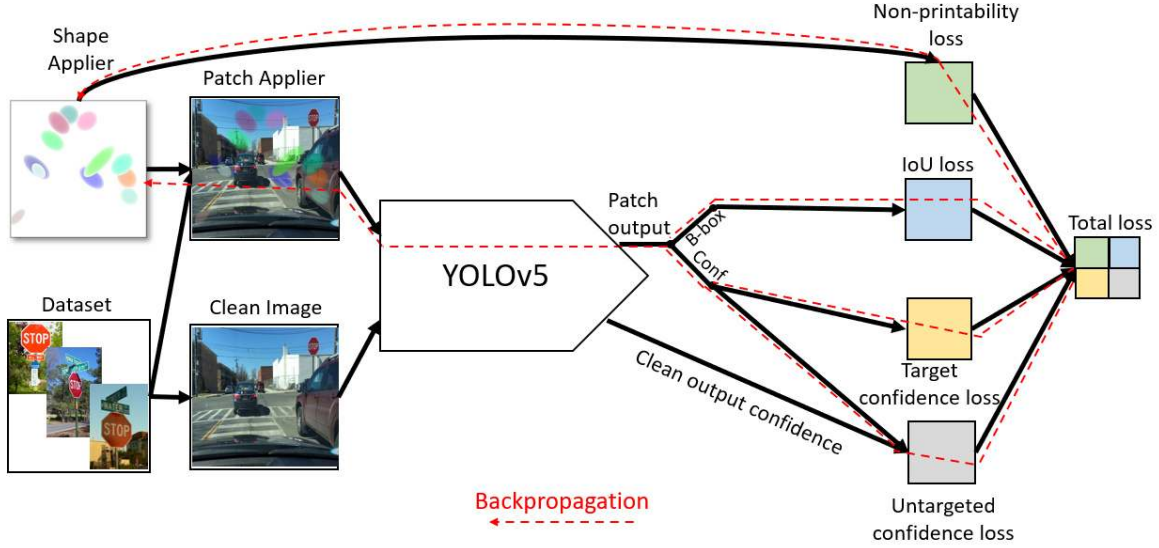 Non-printability
loss
Shape
Applier
Patch Applier
IoU loss
Patch
output
B-box
Total loss
YOLOv5
Conf
Dataset
Clean Image
STOP
STOP
STOP
Target
confidence loss
Clean output confidence
Backpropagation
Untargeted
confidence loss